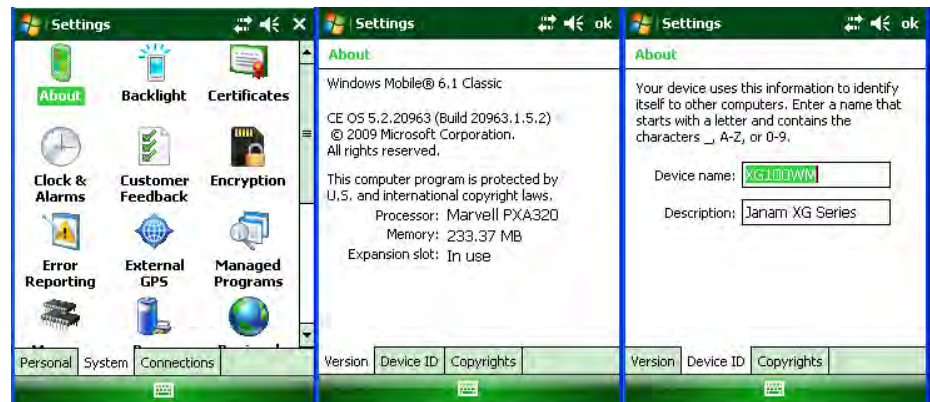 Settings
About
Backlight
Certificates
Clock &
Alarms
Customer
Feedback
Encryption
Error
Reporting
External
GPS
Managed
Programs
Personal System Connections
Settings ok
About
Windows Mobile® 6.1 Classic
CE OS 5.2.20963 (Build 20963.1.5.2)
© 2009 Microsoft Corporation.
All rights reserved.
This computer program is protected by
U.S. and international copyright laws.
Processor: Marvell PXA320
Memory: 233.37 MB
Expansion slot: In use
Version Device ID Copyrights
Settings ok
About
Your device uses this information to identify
itself to other computers. Enter a name that
starts with a letter and contains the
characters _, A-Z, or 0-9.
Device name: XG100WM
Description: Janam XG Series
Version Device ID Copyrights